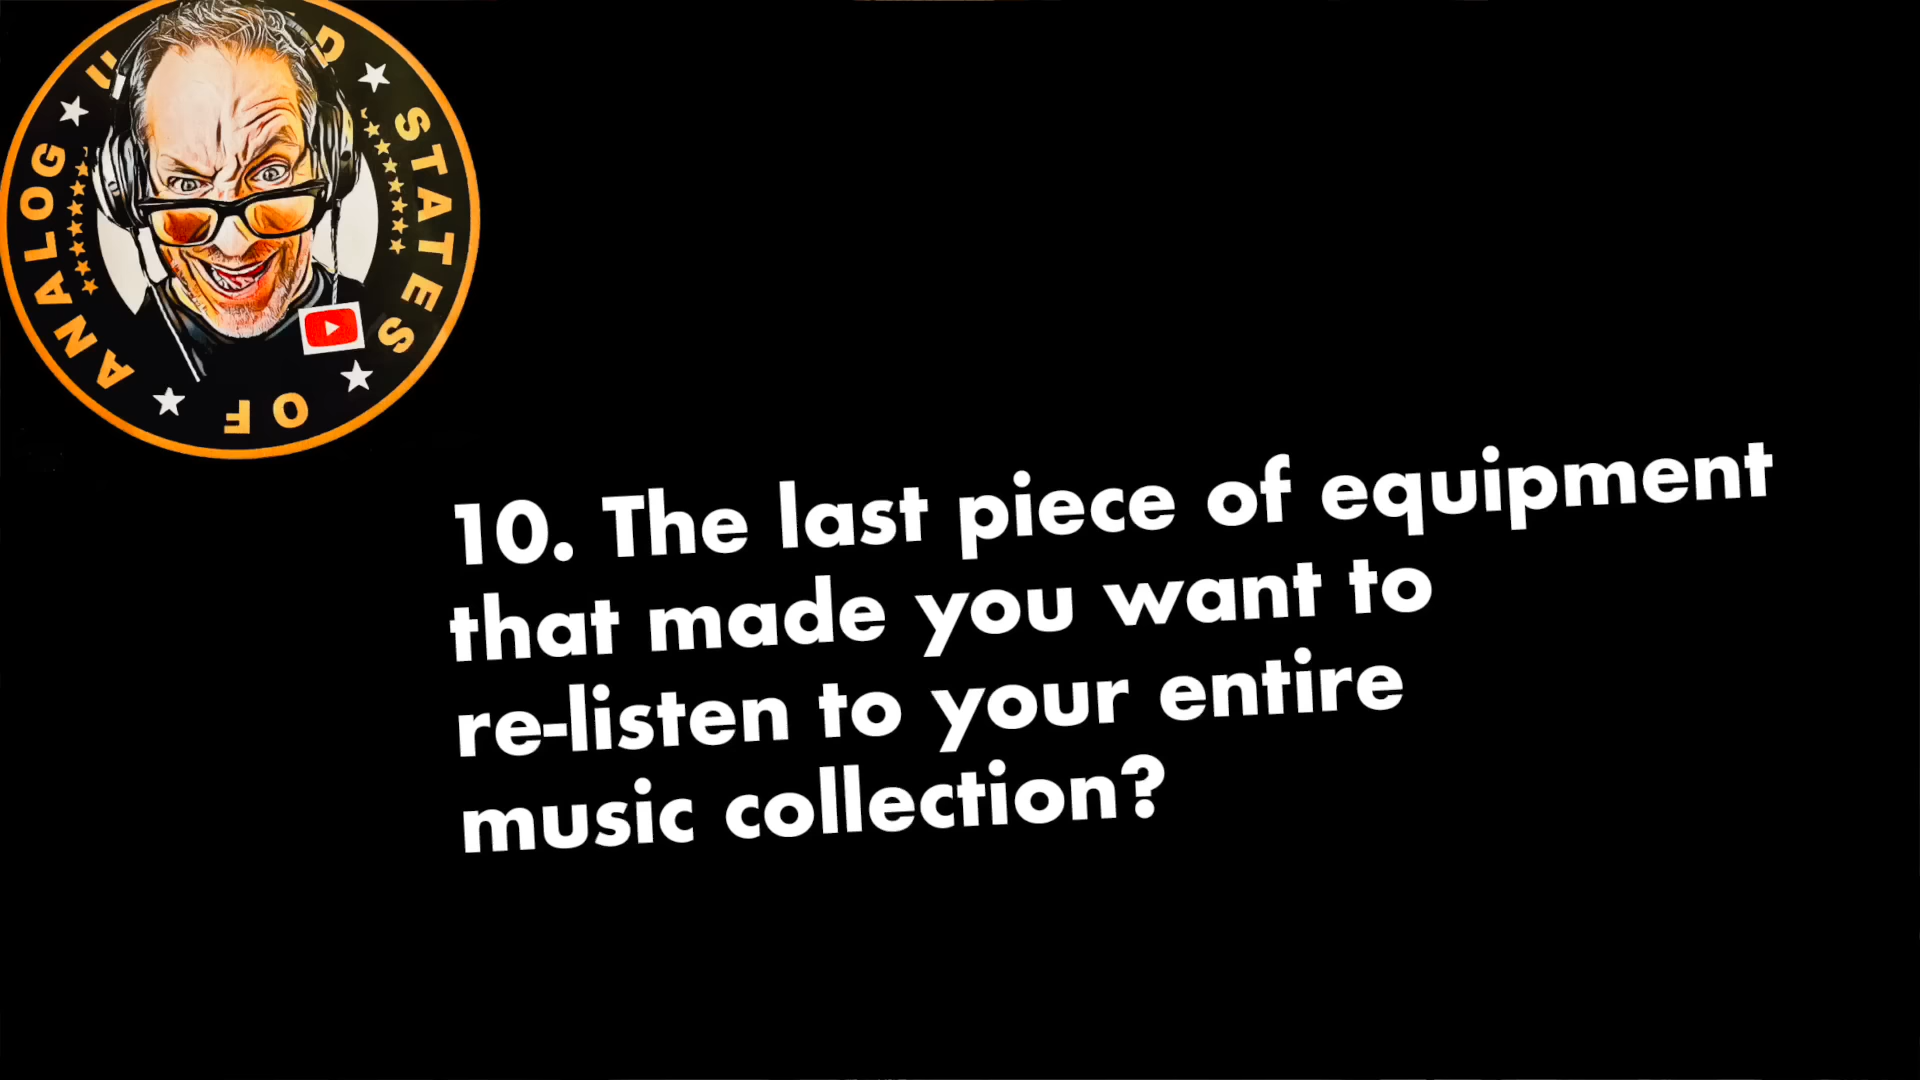 STATES OF ANALOG
10. The last piece of equipment
that made you want to
re-listen to your entire
music collection?